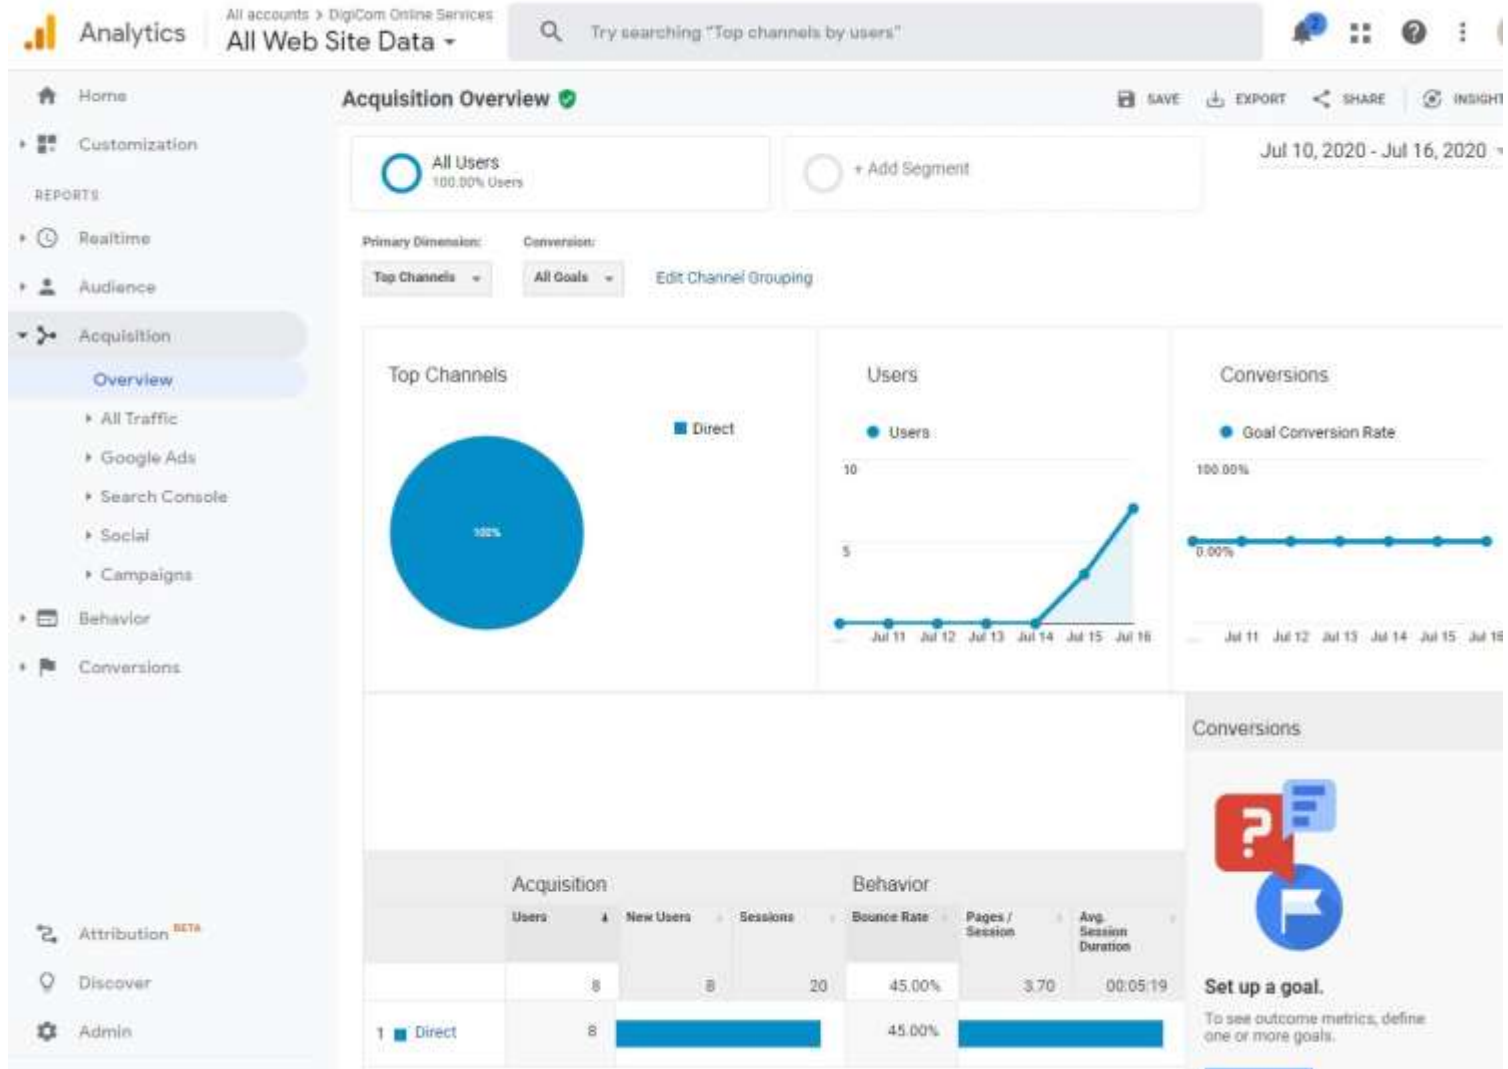 All accounts > DigiCom Online Services
Analytics
All Web Site Data
Try searching "Top channels by users"
2
Home
Customization
REPORTS
Realtime
Audience
Acquisition
Overview
All Traffic
Google Ads
Search Console
Social
Campaigns
Behavior
Conversions
Attribution BETA
Discover
Admin
Acquisition Overview
SAVE
EXPORT
SHARE
INSIGHT
All Users
100.00% Users
+ Add Segment
Jul 10, 2020 - Jul 16, 2020
Primary Dimension:
Conversion:
Top Channels
All Goals
Edit Channel Grouping
Top Channels
Direct
100%
Users
Users
10
5
... Jul 11 Jul 12 Jul 13 Jul 14 Jul 15 Jul 16
Conversions
Goal Conversion Rate
100.00%
0.00%
... Jul 11 Jul 12 Jul 13 Jul 14 Jul 15 Jul 16
Acquisition
Behavior
Users New Users Sessions Bounce Rate Pages / Session Avg. Session Duration
8 8 20 45.00% 3.70 00:05:19
1 Direct 8 45.00%
Conversions
?
Set up a goal.
To see outcome metrics, define
one or more goals.